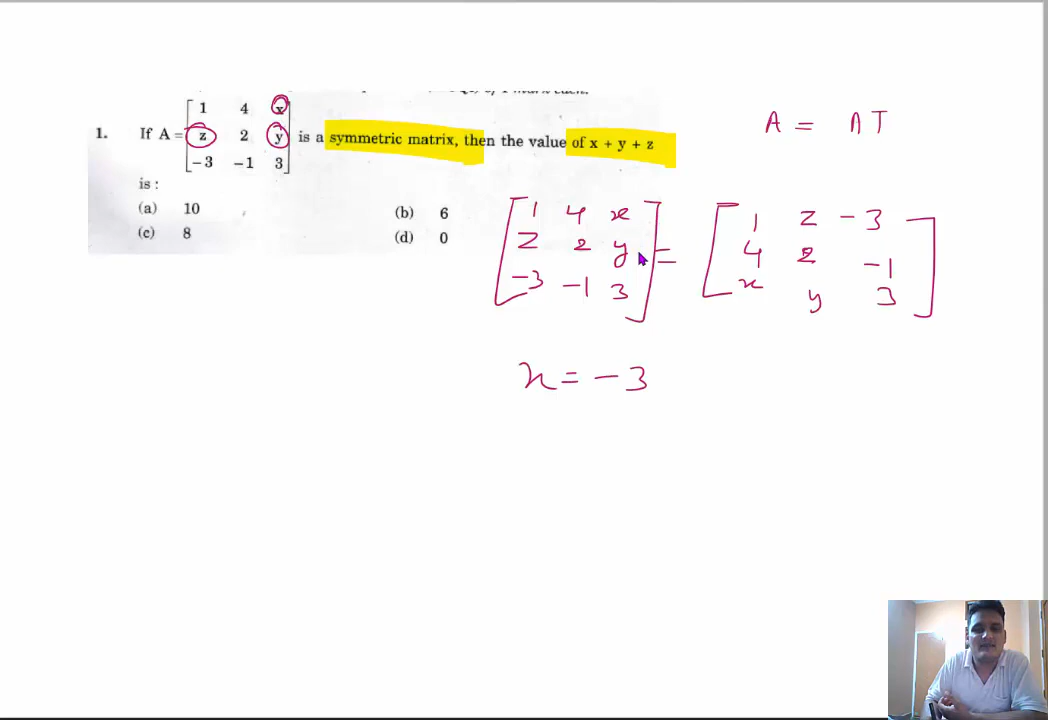 1. If A = [ 1 4 x
z 2 y
-3 -1 3 ] is a symmetric matrix, then the value of x + y + z
is :
(a) 10 (b) 6
(c) 8 (d) 0
A = AT
[ 1 4 x ] = [ 1 z -3 ]
z 2 y 4 2 -1
-3 -1 3 x y 3
x = -3